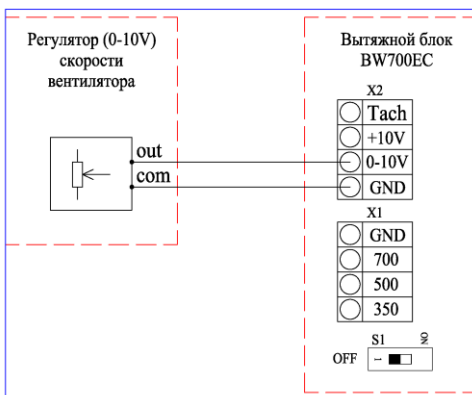 Регулятор (0-10V)
скорости
вентилятора
out
com
Вытяжной блок
BW700EC
X2
Tach
+10V
0-10V
GND
X1
GND
700
500
350
S1
ON
OFF
1